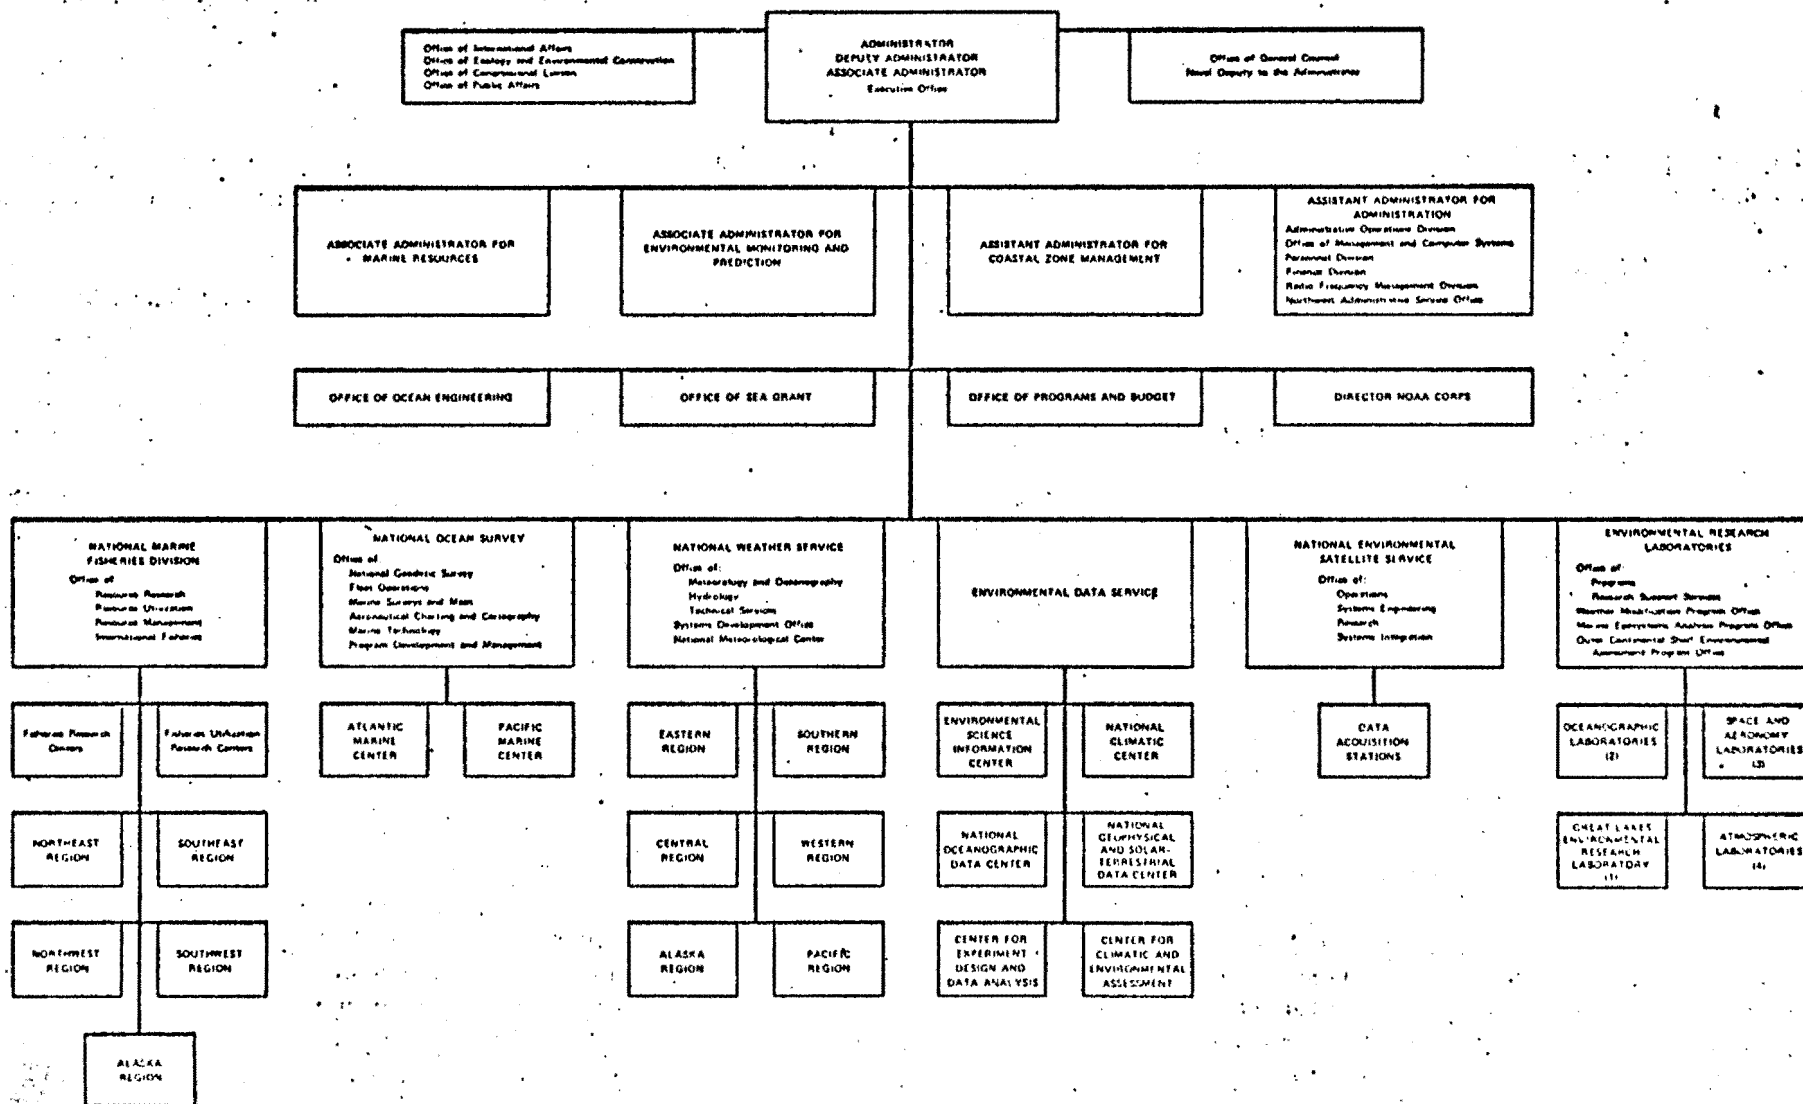 Office of International Affairs
Office of Ecology and Environmental Conservation
Office of Congressional Liaison
Office of Public Affairs
ADMINISTRATOR
DEPUTY ADMINISTRATOR
ASSOCIATE ADMINISTRATOR
Executive Office
Office of General Counsel
Naval Deputy to the Administrator
ASSOCIATE ADMINISTRATOR FOR
MARINE RESOURCES
ASSOCIATE ADMINISTRATOR FOR
ENVIRONMENTAL MONITORING AND
PREDICTION
ASSISTANT ADMINISTRATOR FOR
COASTAL ZONE MANAGEMENT
ASSISTANT ADMINISTRATOR FOR
ADMINISTRATION
Administrative Operations Division
Office of Management and Computer Systems
Personnel Division
Finance Division
Radio Frequency Management Division
Northwest Administrative Service Office
OFFICE OF OCEAN ENGINEERING
OFFICE OF SEA GRANT
OFFICE OF PROGRAMS AND BUDGET
DIRECTOR NOAA CORPS
NATIONAL MARINE
FISHERIES DIVISION
Office of
Resource Research
Resource Utilization
Resource Management
International Fisheries
NATIONAL OCEAN SURVEY
Office of:
National Geodetic Survey
Fleet Operations
Marine Surveys and Maps
Aeronautical Charting and Cartography
Marine Technology
Program Development and Management
NATIONAL WEATHER SERVICE
Office of:
Meteorology and Oceanography
Hydrology
Technical Services
Systems Development Office
National Meteorological Center
ENVIRONMENTAL DATA SERVICE
NATIONAL ENVIRONMENTAL
SATELLITE SERVICE
Office of:
Operations
Systems Engineering
Research
Systems Integration
ENVIRONMENTAL RESEARCH
LABORATORIES
Office of:
Programs
Research Support Services
Weather Modification Program Office
Marine Ecosystems Analysis Program Office
Outer Continental Shelf Environmental
Assessment Program Office
Fisheries Research
Centers
Fisheries Utilization
Research Centers
ATLANTIC
MARINE
CENTER
PACIFIC
MARINE
CENTER
EASTERN
REGION
SOUTHERN
REGION
ENVIRONMENTAL
SCIENCE
INFORMATION
CENTER
NATIONAL
CLIMATIC
CENTER
DATA
ACQUISITION
STATIONS
OCEANOGRAPHIC
LABORATORIES
(2)
SPACE AND
AERONOMY
LABORATORIES
(3)
NORTHEAST
REGION
SOUTHEAST
REGION
CENTRAL
REGION
WESTERN
REGION
NATIONAL
OCEANOGRAPHIC
DATA CENTER
NATIONAL
GEOPHYSICAL
AND SOLAR-
TERRESTRIAL
DATA CENTER
GREAT LAKES
ENVIRONMENTAL
RESEARCH
LABORATORY
(1)
ATMOSPHERIC
LABORATORIES
(4)
NORTHWEST
REGION
SOUTHWEST
REGION
ALASKA
REGION
PACIFIC
REGION
CENTER FOR
EXPERIMENT
DESIGN AND
DATA ANALYSIS
CENTER FOR
CLIMATIC AND
ENVIRONMENTAL
ASSESSMENT
ALASKA
REGION